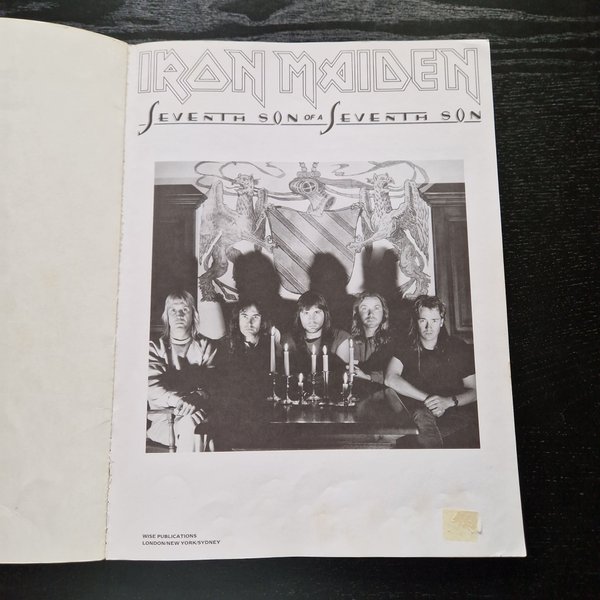 IRON MAIDEN
SEVENTH SON OF A SEVENTH SON
WISE PUBLICATIONS
LONDON/NEW YORK/SYDNEY